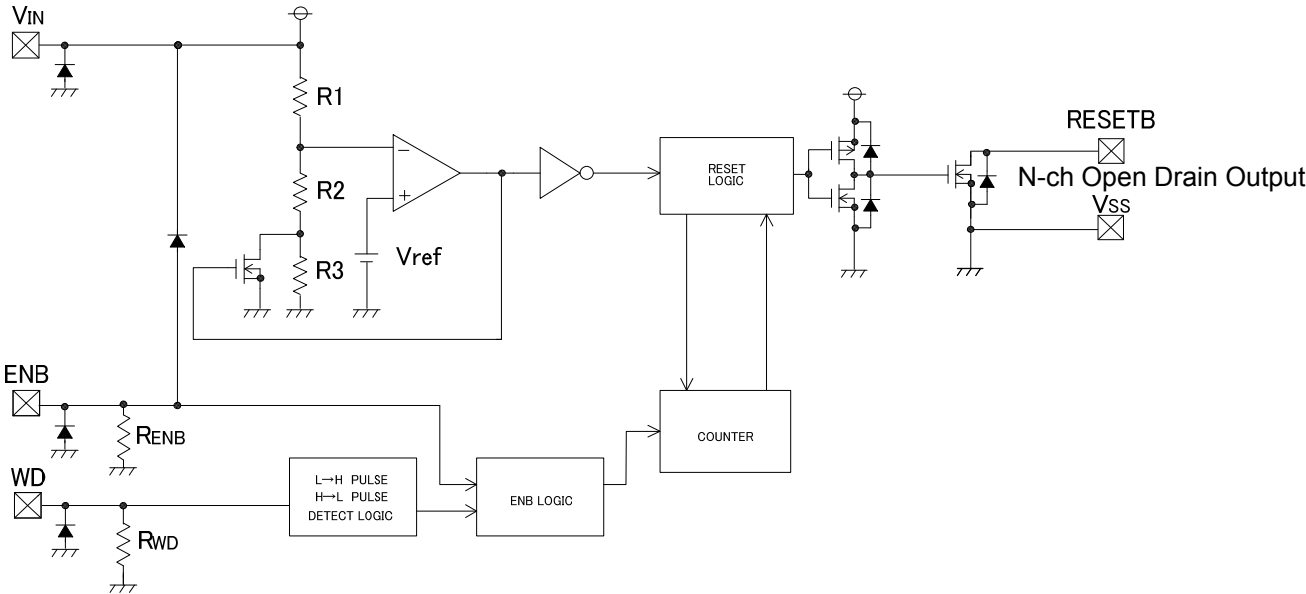 VIN
R1
−
+
R2
R3
Vref
RESET
LOGIC
RESETB
N-ch Open Drain Output
VSS
ENB
RENB
COUNTER
WD
RWD
L→H PULSE
H→L PULSE
DETECT LOGIC
ENB LOGIC